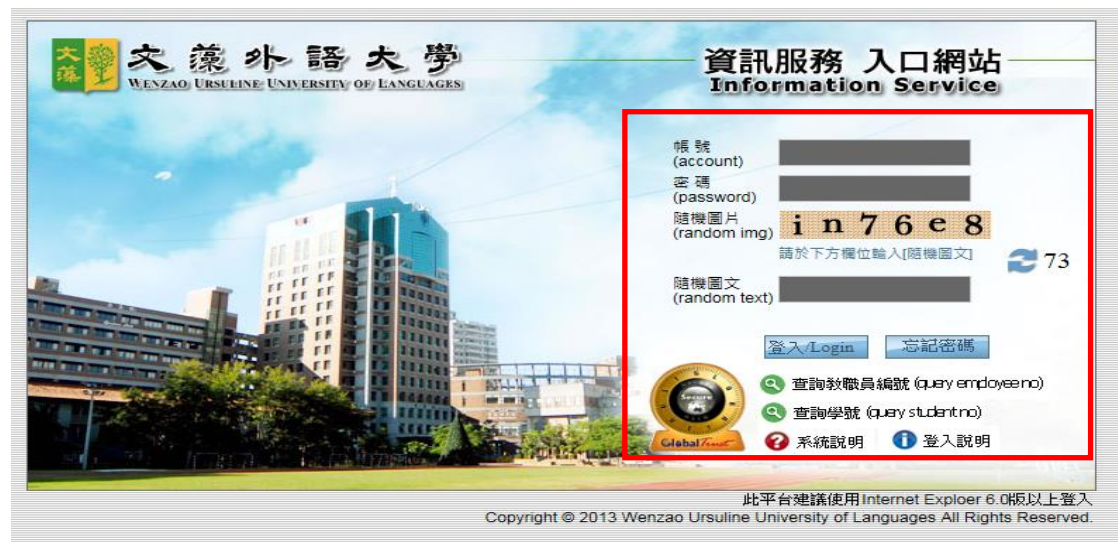 文藻
文藻外語大學
WENZAO URSULINE UNIVERSITY OF LANGUAGES
資訊服務 入口網站
Information Service
帳 號
(account)
密 碼
(password)
隨機圖片
(random img)
in76e8
請於下方欄位輸入[隨機圖文]
73
隨機圖文
(random text)
登入/Login 忘記密碼
查詢教職員編號 (query employee no)
查詢學號 (query student no)
Secure
GlobalTrust
系統說明 登入說明
此平台建議使用Internet Exploer 6.0版以上登入
Copyright © 2013 Wenzao Ursuline University of Languages All Rights Reserved.